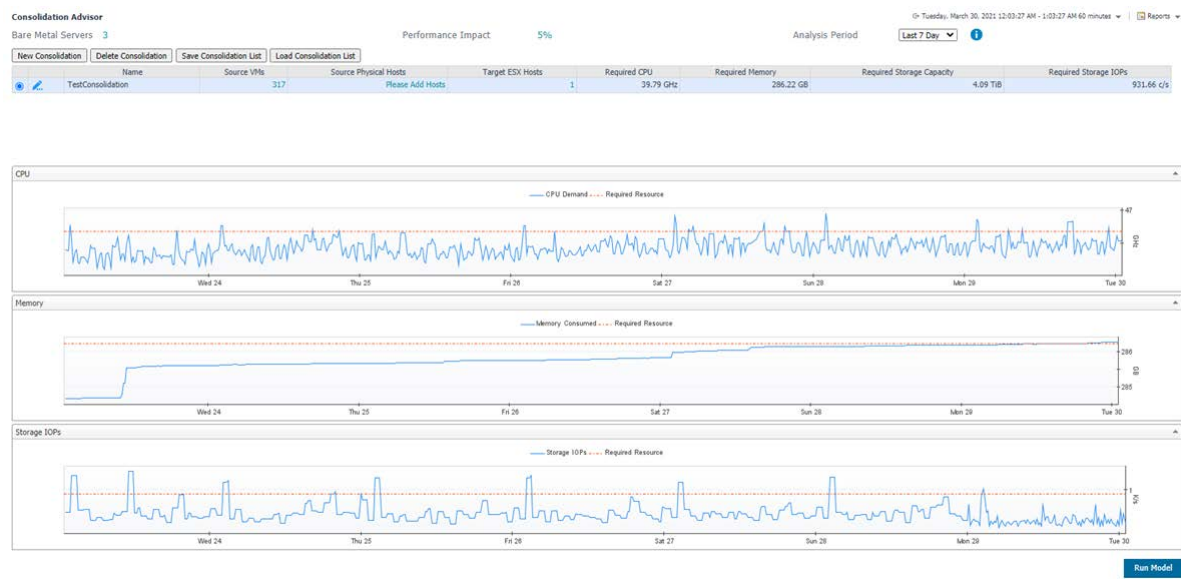 Consolidation Advisor
Tuesday, March 30, 2021 12:03:27 AM - 1:03:27 AM 60 minutes | Reports
Bare Metal Servers 3 Performance Impact 5% Analysis Period Last 7 Day
New Consolidation Delete Consolidation Save Consolidation List Load Consolidation List
Name Source VMs Source Physical Hosts Target ESX Hosts Required CPU Required Memory Required Storage Capacity Required Storage IOPs
TestConsolidation 317 Please Add Hosts 1 39.79 GHz 286.22 GB 4.09 TiB 931.66 c/s
CPU
CPU Demand Required Resource
47
GHz
Wed 24 Thu 25 Fri 26 Sat 27 Sun 28 Mon 29 Tue 30
Memory
Memory Consumed Required Resource
286
GB
285
Wed 24 Thu 25 Fri 26 Sat 27 Sun 28 Mon 29 Tue 30
Storage IOPs
Storage IOPs Required Resource
1
Wed 24 Thu 25 Fri 26 Sat 27 Sun 28 Mon 29 Tue 30
Run Model